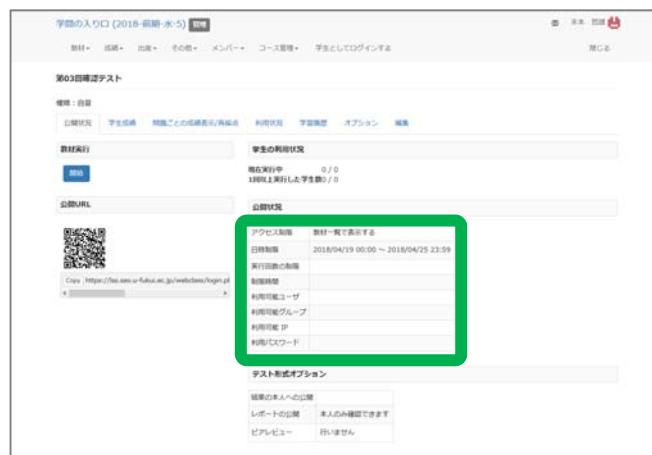 学問の入り口 (2018-前期-水-5) 管理
教材 成績 出席 その他 メンバー コース管理 学生としてログインする 閉じる
第03回確認テスト
種類 : 自習
公開状況 学生成績 問題ごとの成績表示/再採点 利用状況 学習履歴 オプション 編集
教材実行
開始
学生の利用状況
現在実行中 0 / 0
1回以上実行した学生数 0 / 0
公開URL
Copy https://lss.ses.u-fukui.ac.jp/webclass/login.pl
公開状況
アクセス制限 教材一覧で表示する
日時制限 2018/04/19 00:00 ～ 2018/04/25 23:59
実行回数の制限
制限時間
利用可能ユーザ
利用可能グループ
利用可能 IP
利用パスワード
テスト形式オプション
結果の本人への公開
レポートの公開 本人のみ確認できます
ピアレビュー 行いません